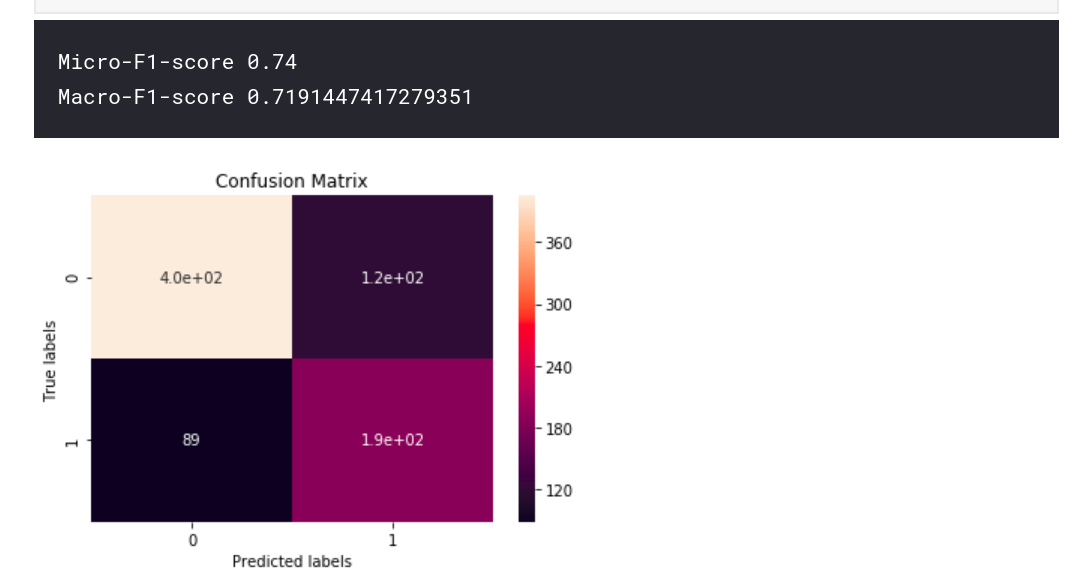 Micro-F1-score 0.74
Macro-F1-score 0.7191447417279351
Confusion Matrix
360
0
4.0e+02
1.2e+02
300
True labels
240
1
89
1.9e+02
180
120
0
1
Predicted labels